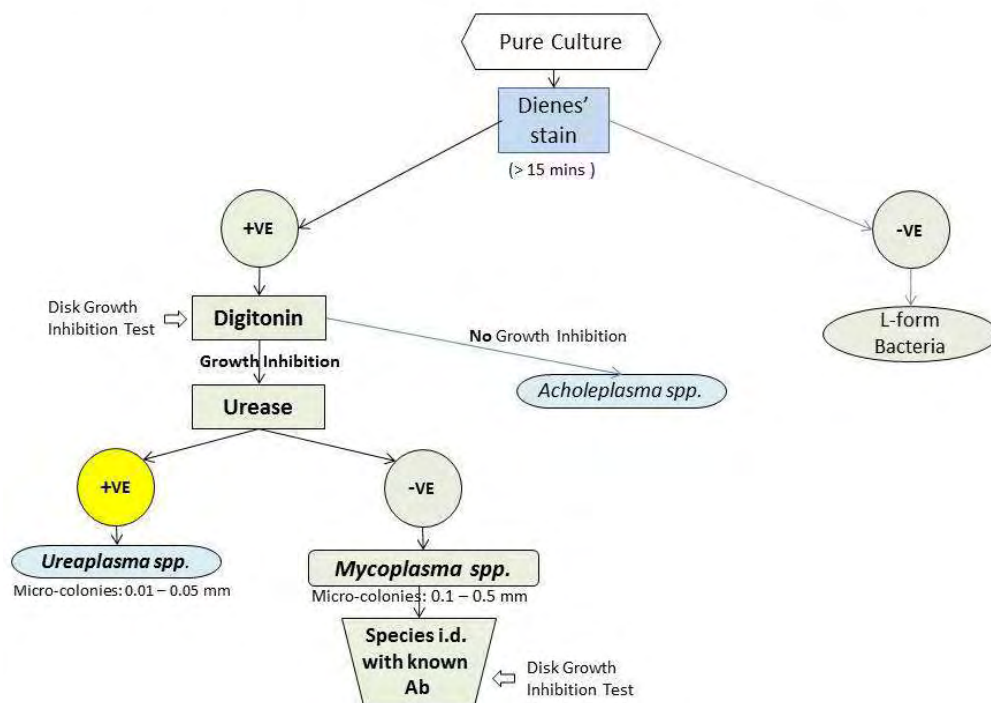 Pure Culture
Dienes'
stain
(> 15 mins )
+VE
-VE
Disk Growth
Inhibition Test
Digitonin
No Growth Inhibition
L-form
Bacteria
Growth Inhibition
Acholeplasma spp.
Urease
+VE
-VE
Ureaplasma spp.
Micro-colonies: 0.01 – 0.05 mm
Mycoplasma spp.
Micro-colonies: 0.1 – 0.5 mm
Species i.d.
with known
Ab
Disk Growth
Inhibition Test